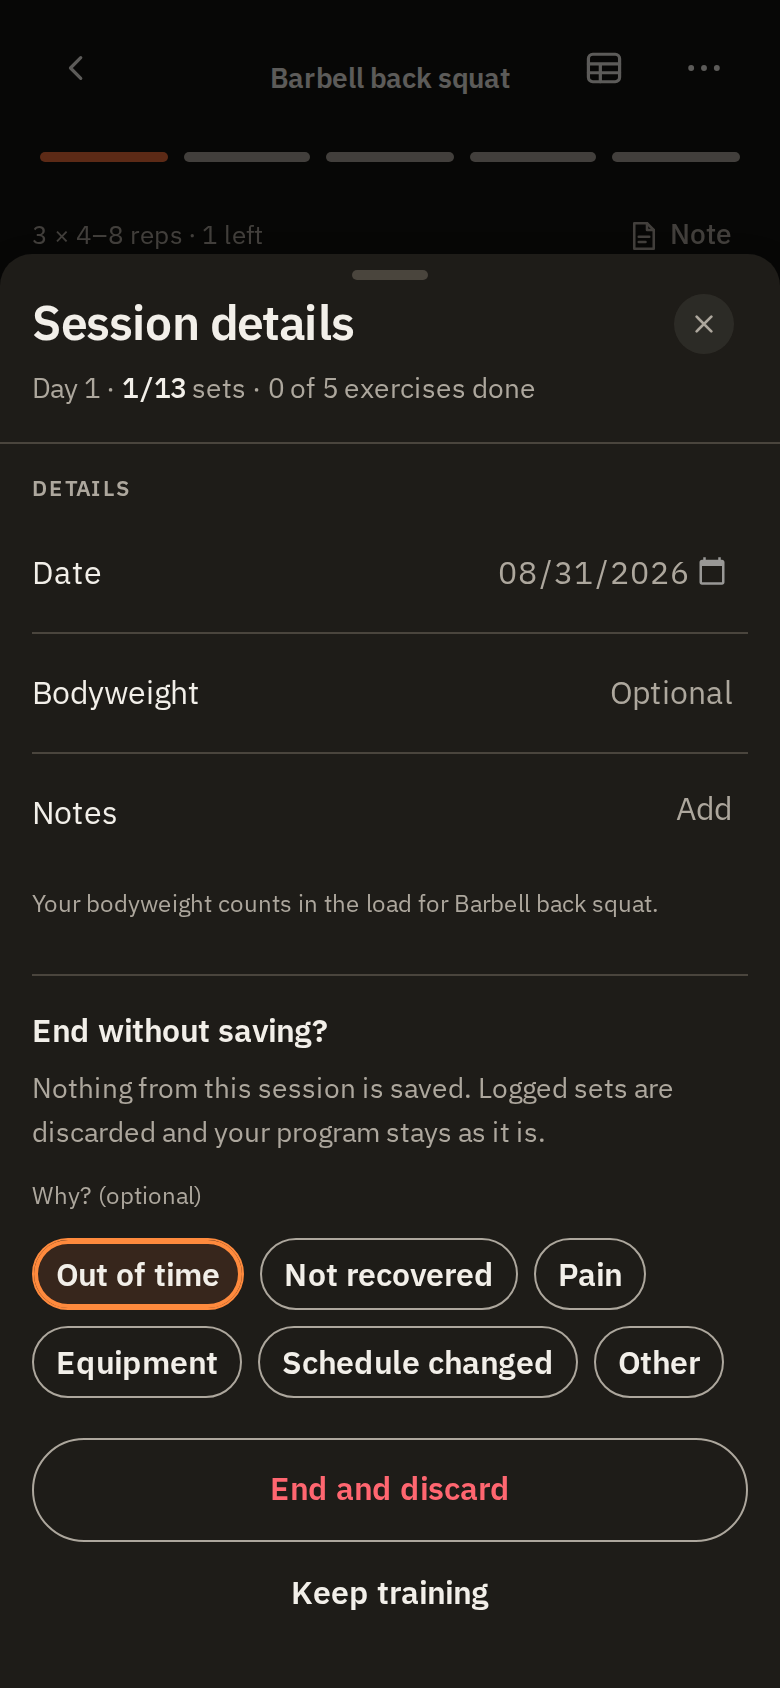 Barbell back squat
3 × 4–8 reps · 1 left
Note
Session details
Day 1 · 1/13 sets · 0 of 5 exercises done
DETAILS
Date
08/31/2026
Bodyweight
Optional
Notes
Add
Your bodyweight counts in the load for Barbell back squat.
End without saving?
Nothing from this session is saved. Logged sets are
discarded and your program stays as it is.
Why? (optional)
Out of time
Not recovered
Pain
Equipment
Schedule changed
Other
End and discard
Keep training